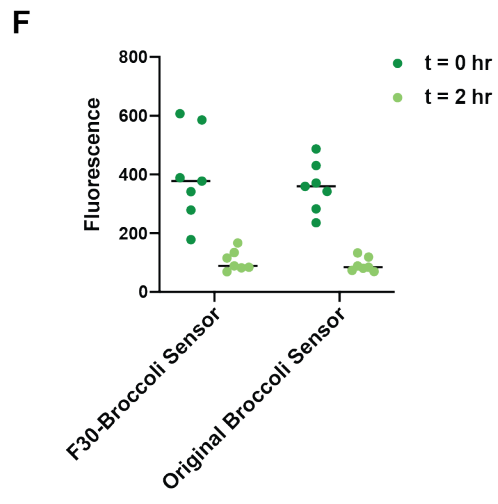 F
t = 0 hr
t = 2 hr
Fluorescence
800
600
400
200
0
F30-Broccoli Sensor
Original Broccoli Sensor